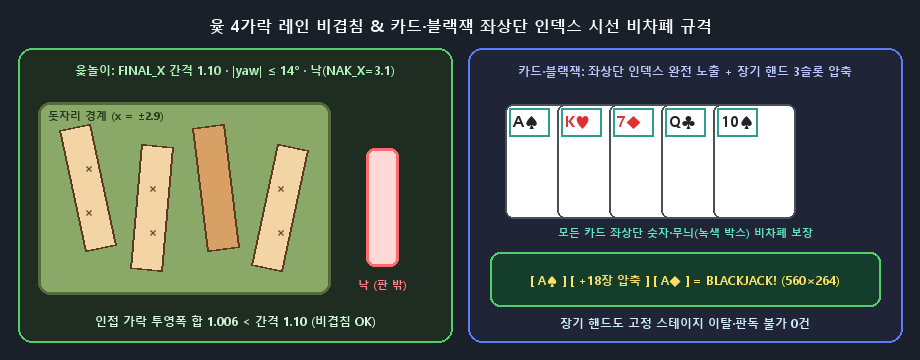 윷 4가락 레인 비겹침 & 카드·블랙잭 좌상단 인덱스 시선 비차폐 규격
윷놀이: FINAL_X 간격 1.10 · |yaw| ≤ 14° · 낙(NAK_X=3.1)
돗자리 경계 (x = ±2.9)
× × × ×
× × × ×
낙 (판 밖)
인접 가락 투영폭 합 1.006 < 간격 1.10 (비겹침 OK)
카드·블랙잭: 좌상단 인덱스 완전 노출 + 장기 핸드 3슬롯 압축
A♠ K♥ 7♦ Q♣ 10♠
모든 카드 좌상단 숫자·무늬(녹색 박스) 비차폐 보장
[ A♠ ] [ +18장 압축 ] [ A◆ ] = BLACKJACK! (560×264)
장기 핸드도 고정 스테이지 이탈·판독 불가 0건